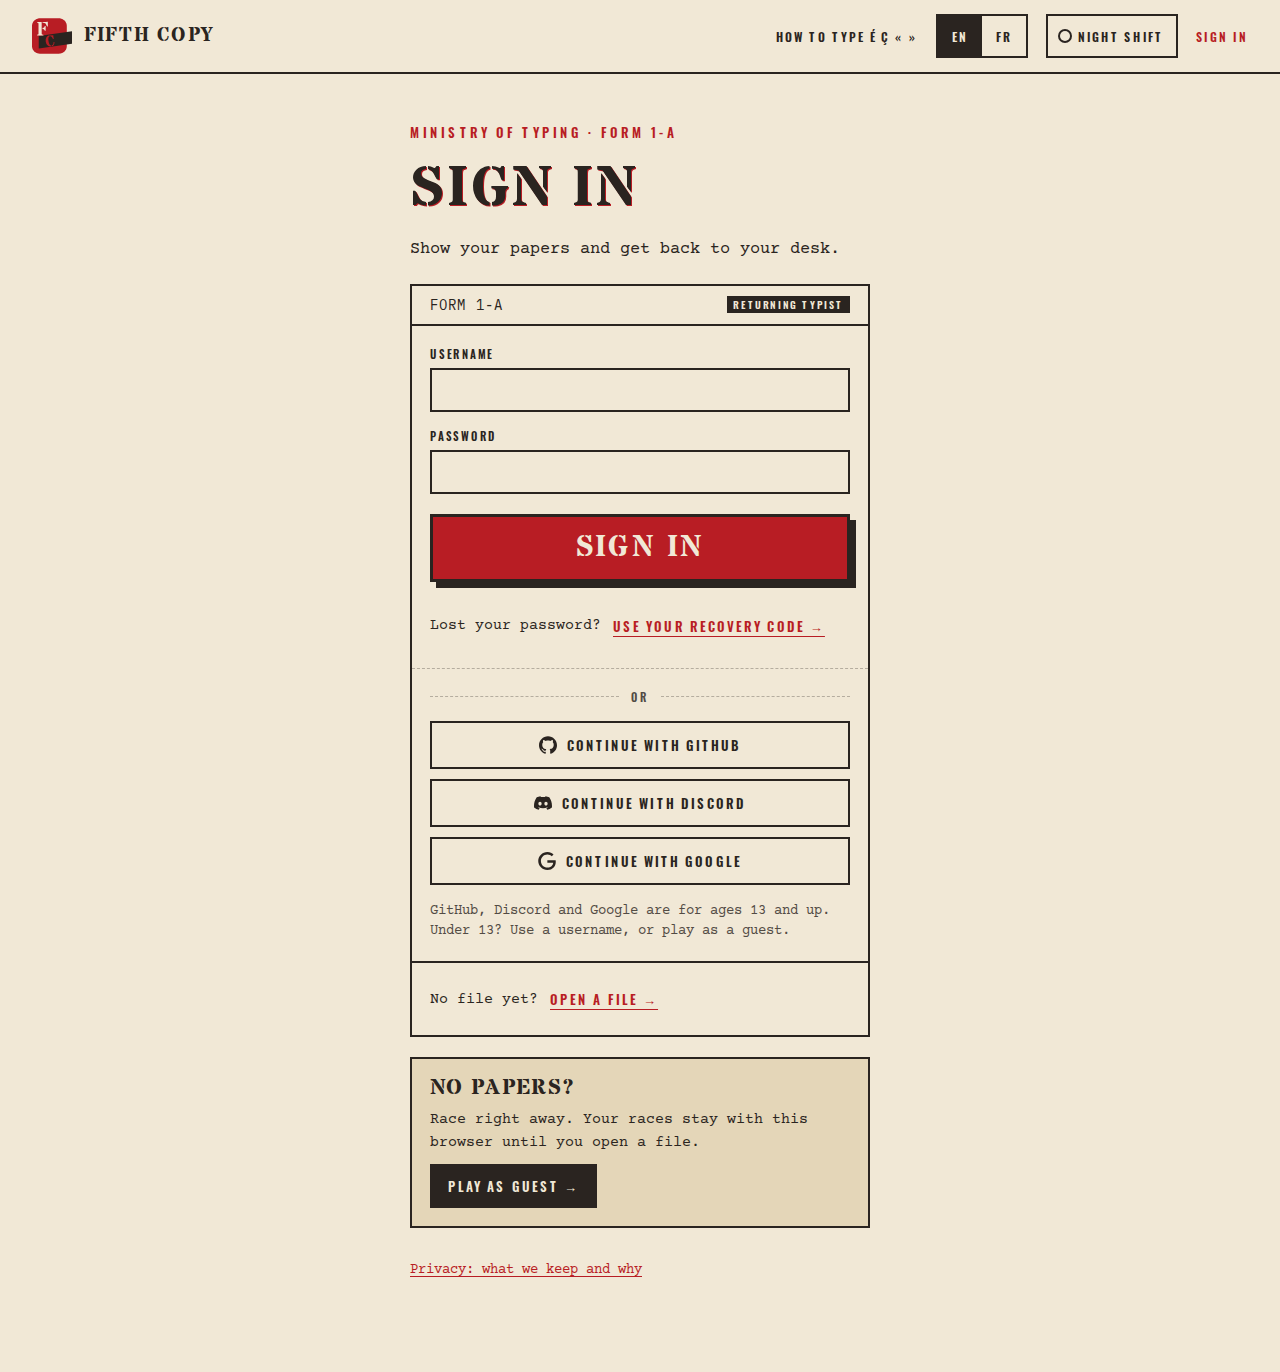 F
C
FIFTH COPY
HOW TO TYPE É Ç « »
EN
FR
NIGHT SHIFT
SIGN IN
MINISTRY OF TYPING · FORM 1-A
SIGN IN
Show your papers and get back to your desk.
FORM 1-A
RETURNING TYPIST
USERNAME
PASSWORD
SIGN IN
Lost your password? USE YOUR RECOVERY CODE →
OR
CONTINUE WITH GITHUB
CONTINUE WITH DISCORD
CONTINUE WITH GOOGLE
GitHub, Discord and Google are for ages 13 and up.
Under 13? Use a username, or play as a guest.
No file yet? OPEN A FILE →
NO PAPERS?
Race right away. Your races stay with this
browser until you open a file.
PLAY AS GUEST →
Privacy: what we keep and why